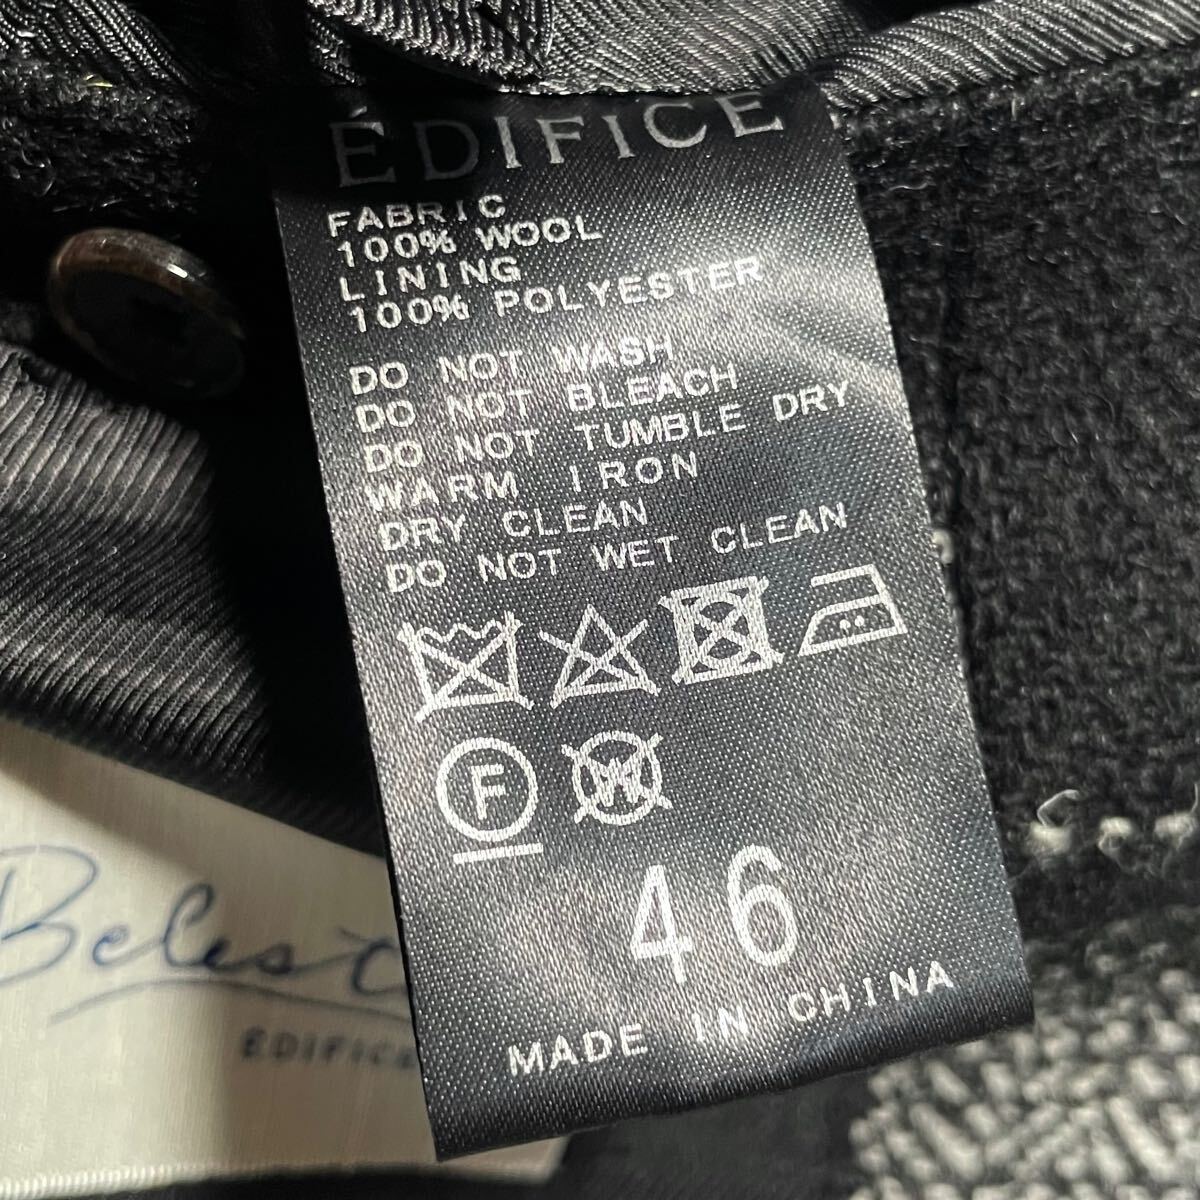 ÉDIFICE
FABRIC
100% WOOL
LINING
100% POLYESTER
DO NOT WASH
DO NOT BLEACH
DO NOT TUMBLE DRY
WARM IRON
DRY CLEAN
DO NOT WET CLEAN
F
W
46
MADE IN CHINA
EDIFICE